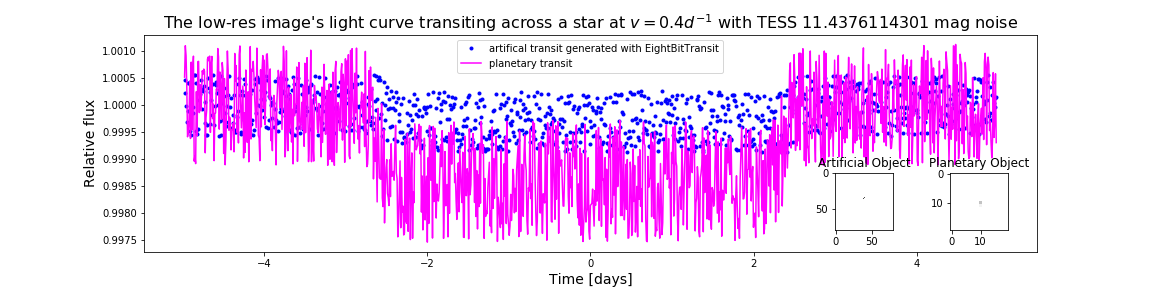 The low-res image's light curve transiting across a star at v = 0.4d⁻¹ with TESS 11.4376114301 mag noise
artifical transit generated with EightBitTransit
planetary transit
Relative flux
1.0010
1.0005
1.0000
0.9995
0.9990
0.9985
0.9980
0.9975
Artificial Object
0
50
0 50
Planetary Object
0
10
0 10
−4 −2 0 2 4
Time [days]